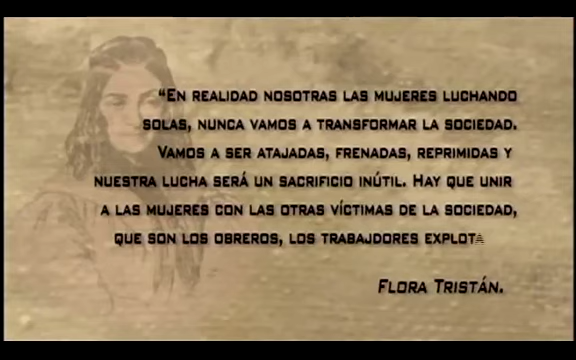 “EN REALIDAD NOSOTRAS LAS MUJERES LUCHANDO
SOLAS, NUNCA VAMOS A TRANSFORMAR LA SOCIEDAD.
VAMOS A SER ATAJADAS, FRENADAS, REPRIMIDAS Y
NUESTRA LUCHA SERÁ UN SACRIFICIO INÚTIL. HAY QUE UNIR
A LAS MUJERES CON LAS OTRAS VÍCTIMAS DE LA SOCIEDAD,
QUE SON LOS OBREROS, LOS TRABAJDORES EXPLOTA
FLORA TRISTÁN.